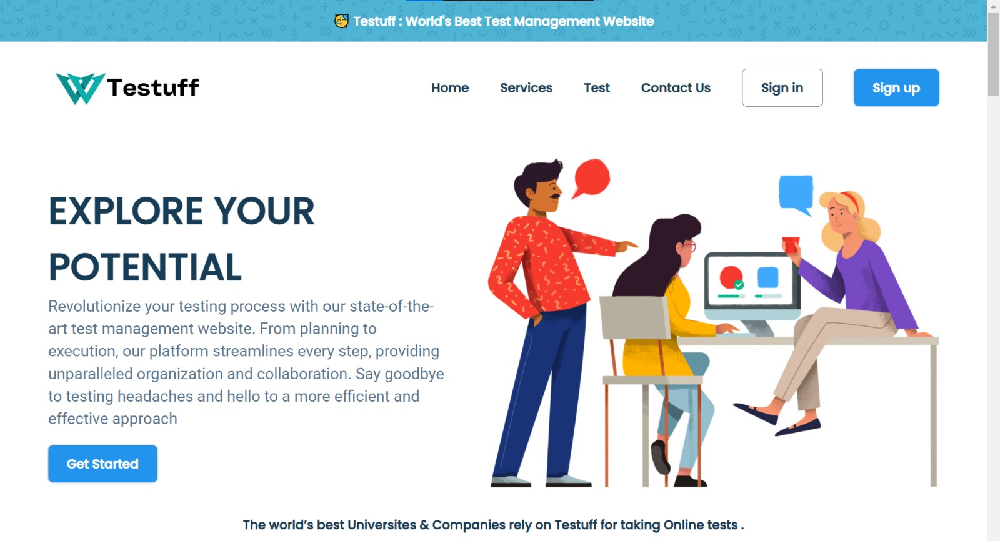 🥳 Testuff : World's Best Test Management Website
Testuff
Home
Services
Test
Contact Us
Sign in
Sign up
EXPLORE YOUR
POTENTIAL
Revolutionize your testing process with our state-of-the-
art test management website. From planning to
execution, our platform streamlines every step, providing
unparalleled organization and collaboration. Say goodbye
to testing headaches and hello to a more efficient and
effective approach
Get Started
The world’s best Universites & Companies rely on Testuff for taking Online tests .